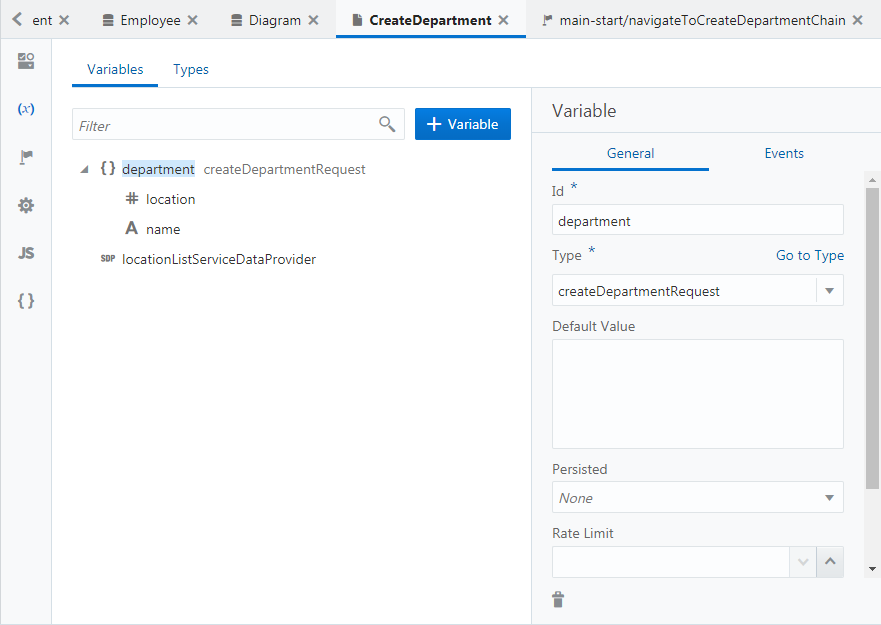 ent
Employee
Diagram
CreateDepartment
main-start/navigateToCreateDepartmentChain
Variables
Types
(x)
JS
{ }
Filter
+ Variable
{ } department createDepartmentRequest
# location
A name
SDP locationListServiceDataProvider
Variable
General
Events
Id *
department
Type *
Go to Type
createDepartmentRequest
Default Value
Persisted
None
Rate Limit